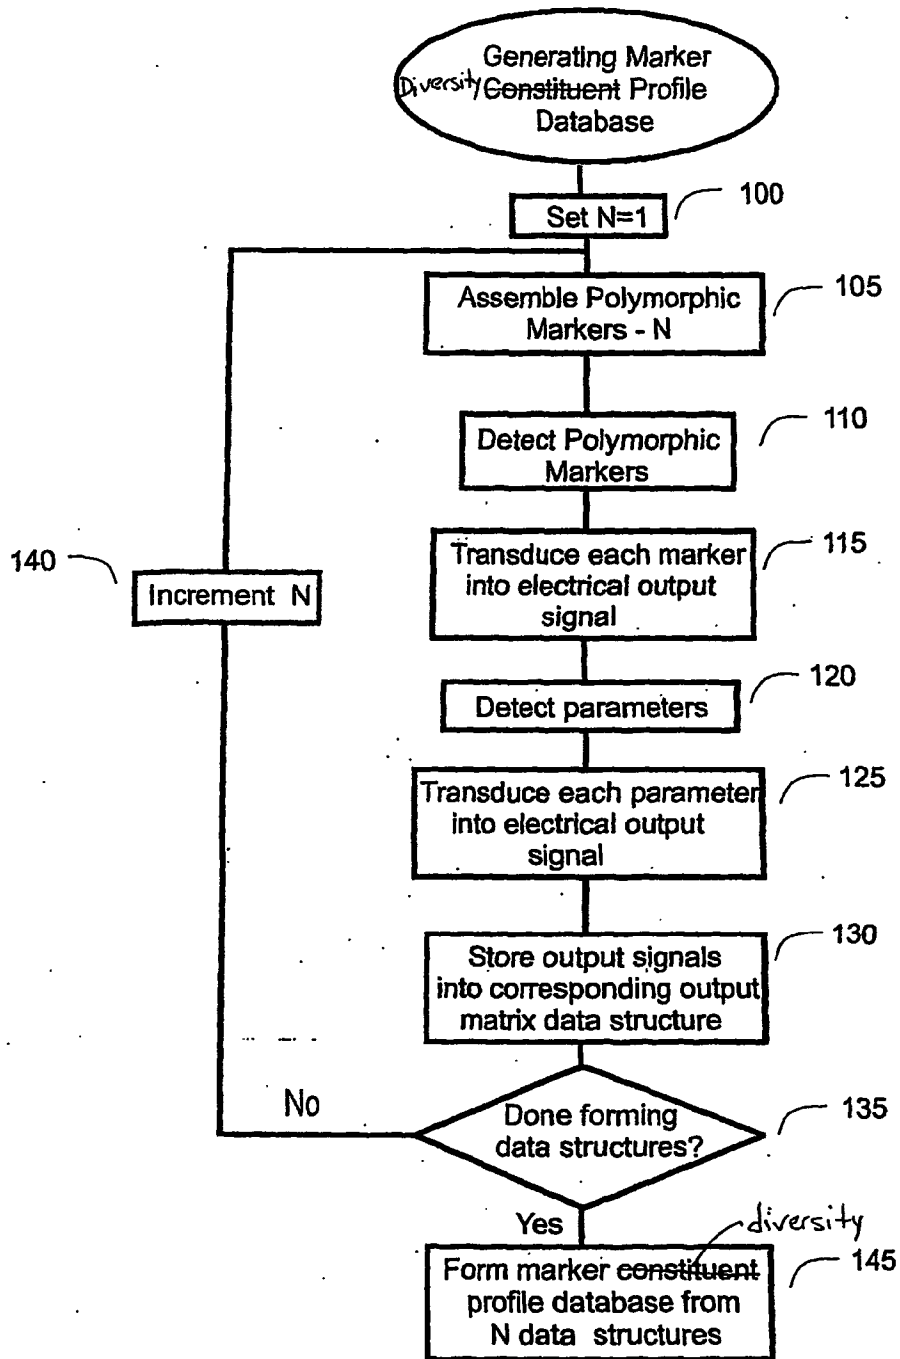 Generating Marker
Diversity Constituent Profile
Database
Set N=1
100
Assemble Polymorphic
Markers - N
105
Detect Polymorphic
Markers
110
Transduce each marker
into electrical output
signal
115
140
Increment N
Detect parameters
120
Transduce each parameter
into electrical output
signal
125
Store output signals
into corresponding output
matrix data structure
130
No
Done forming
data structures?
135
Yes
diversity
Form marker constituent
profile database from
N data structures
145